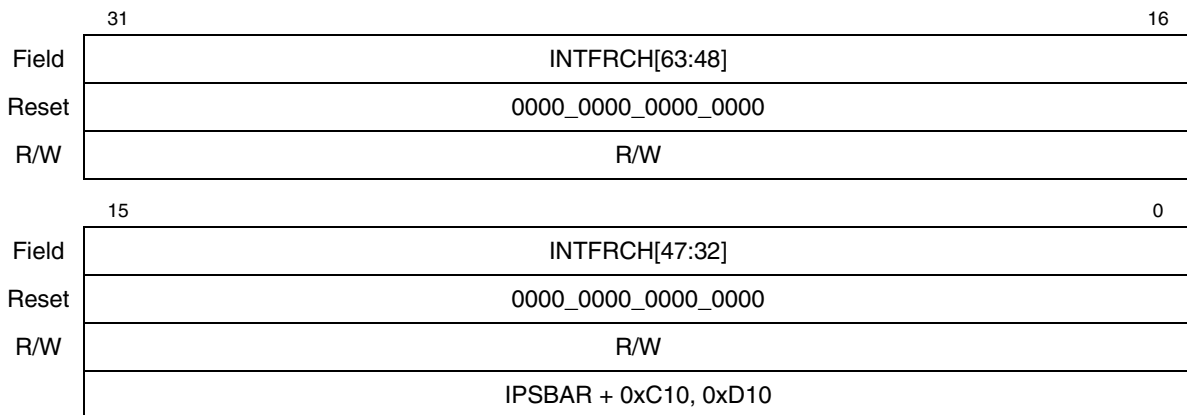 31 16
Field INTFRCH[63:48]
Reset 0000_0000_0000_0000
R/W R/W
15 0
Field INTFRCH[47:32]
Reset 0000_0000_0000_0000
R/W R/W
IPSBAR + 0xC10, 0xD10